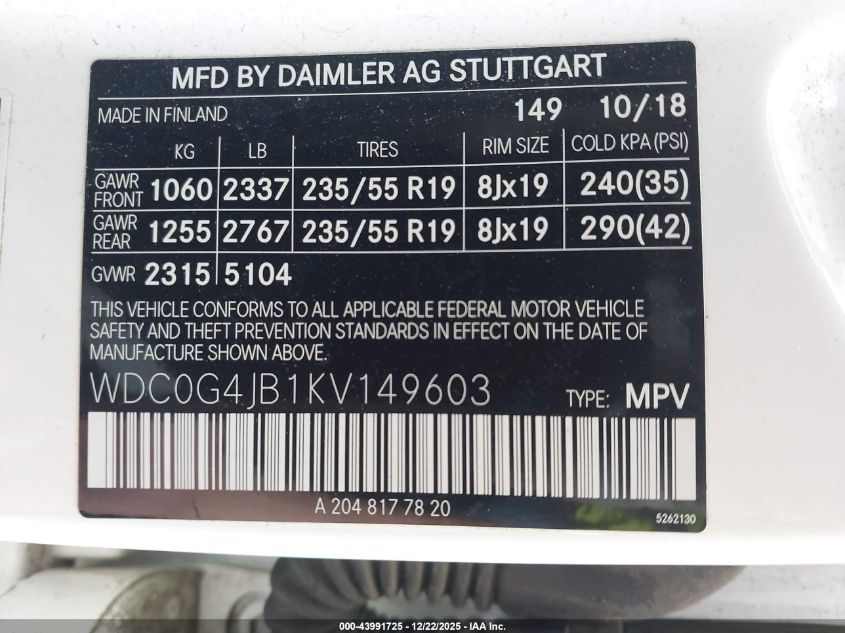 MFD BY DAIMLER AG STUTTGART
MADE IN FINLAND 149 10/18
KG LB TIRES RIM SIZE COLD KPA (PSI)
GAWR FRONT 1060 2337 235/55 R19 8Jx19 240(35)
GAWR REAR 1255 2767 235/55 R19 8Jx19 290(42)
GVWR 2315 5104
THIS VEHICLE CONFORMS TO ALL APPLICABLE FEDERAL MOTOR VEHICLE
SAFETY AND THEFT PREVENTION STANDARDS IN EFFECT ON THE DATE OF
MANUFACTURE SHOWN ABOVE.
WDC0G4JB1KV149603 TYPE: MPV
A 204 817 78 20
5262130
000-43991725 - 12/22/2025 - IAA Inc.